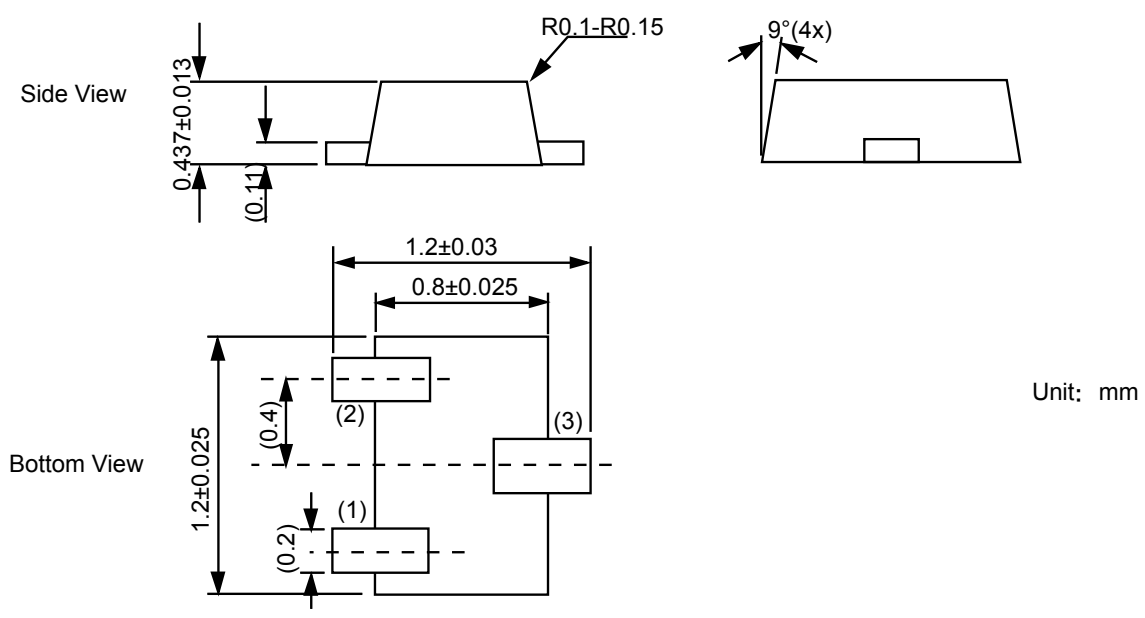 R0.1-R0.15
9°(4x)
Side View
0.437±0.013
(0.11)
1.2±0.03
0.8±0.025
Unit: mm
(2)
(3)
(0.4)
Bottom View
1.2±0.025
(1)
(0.2)